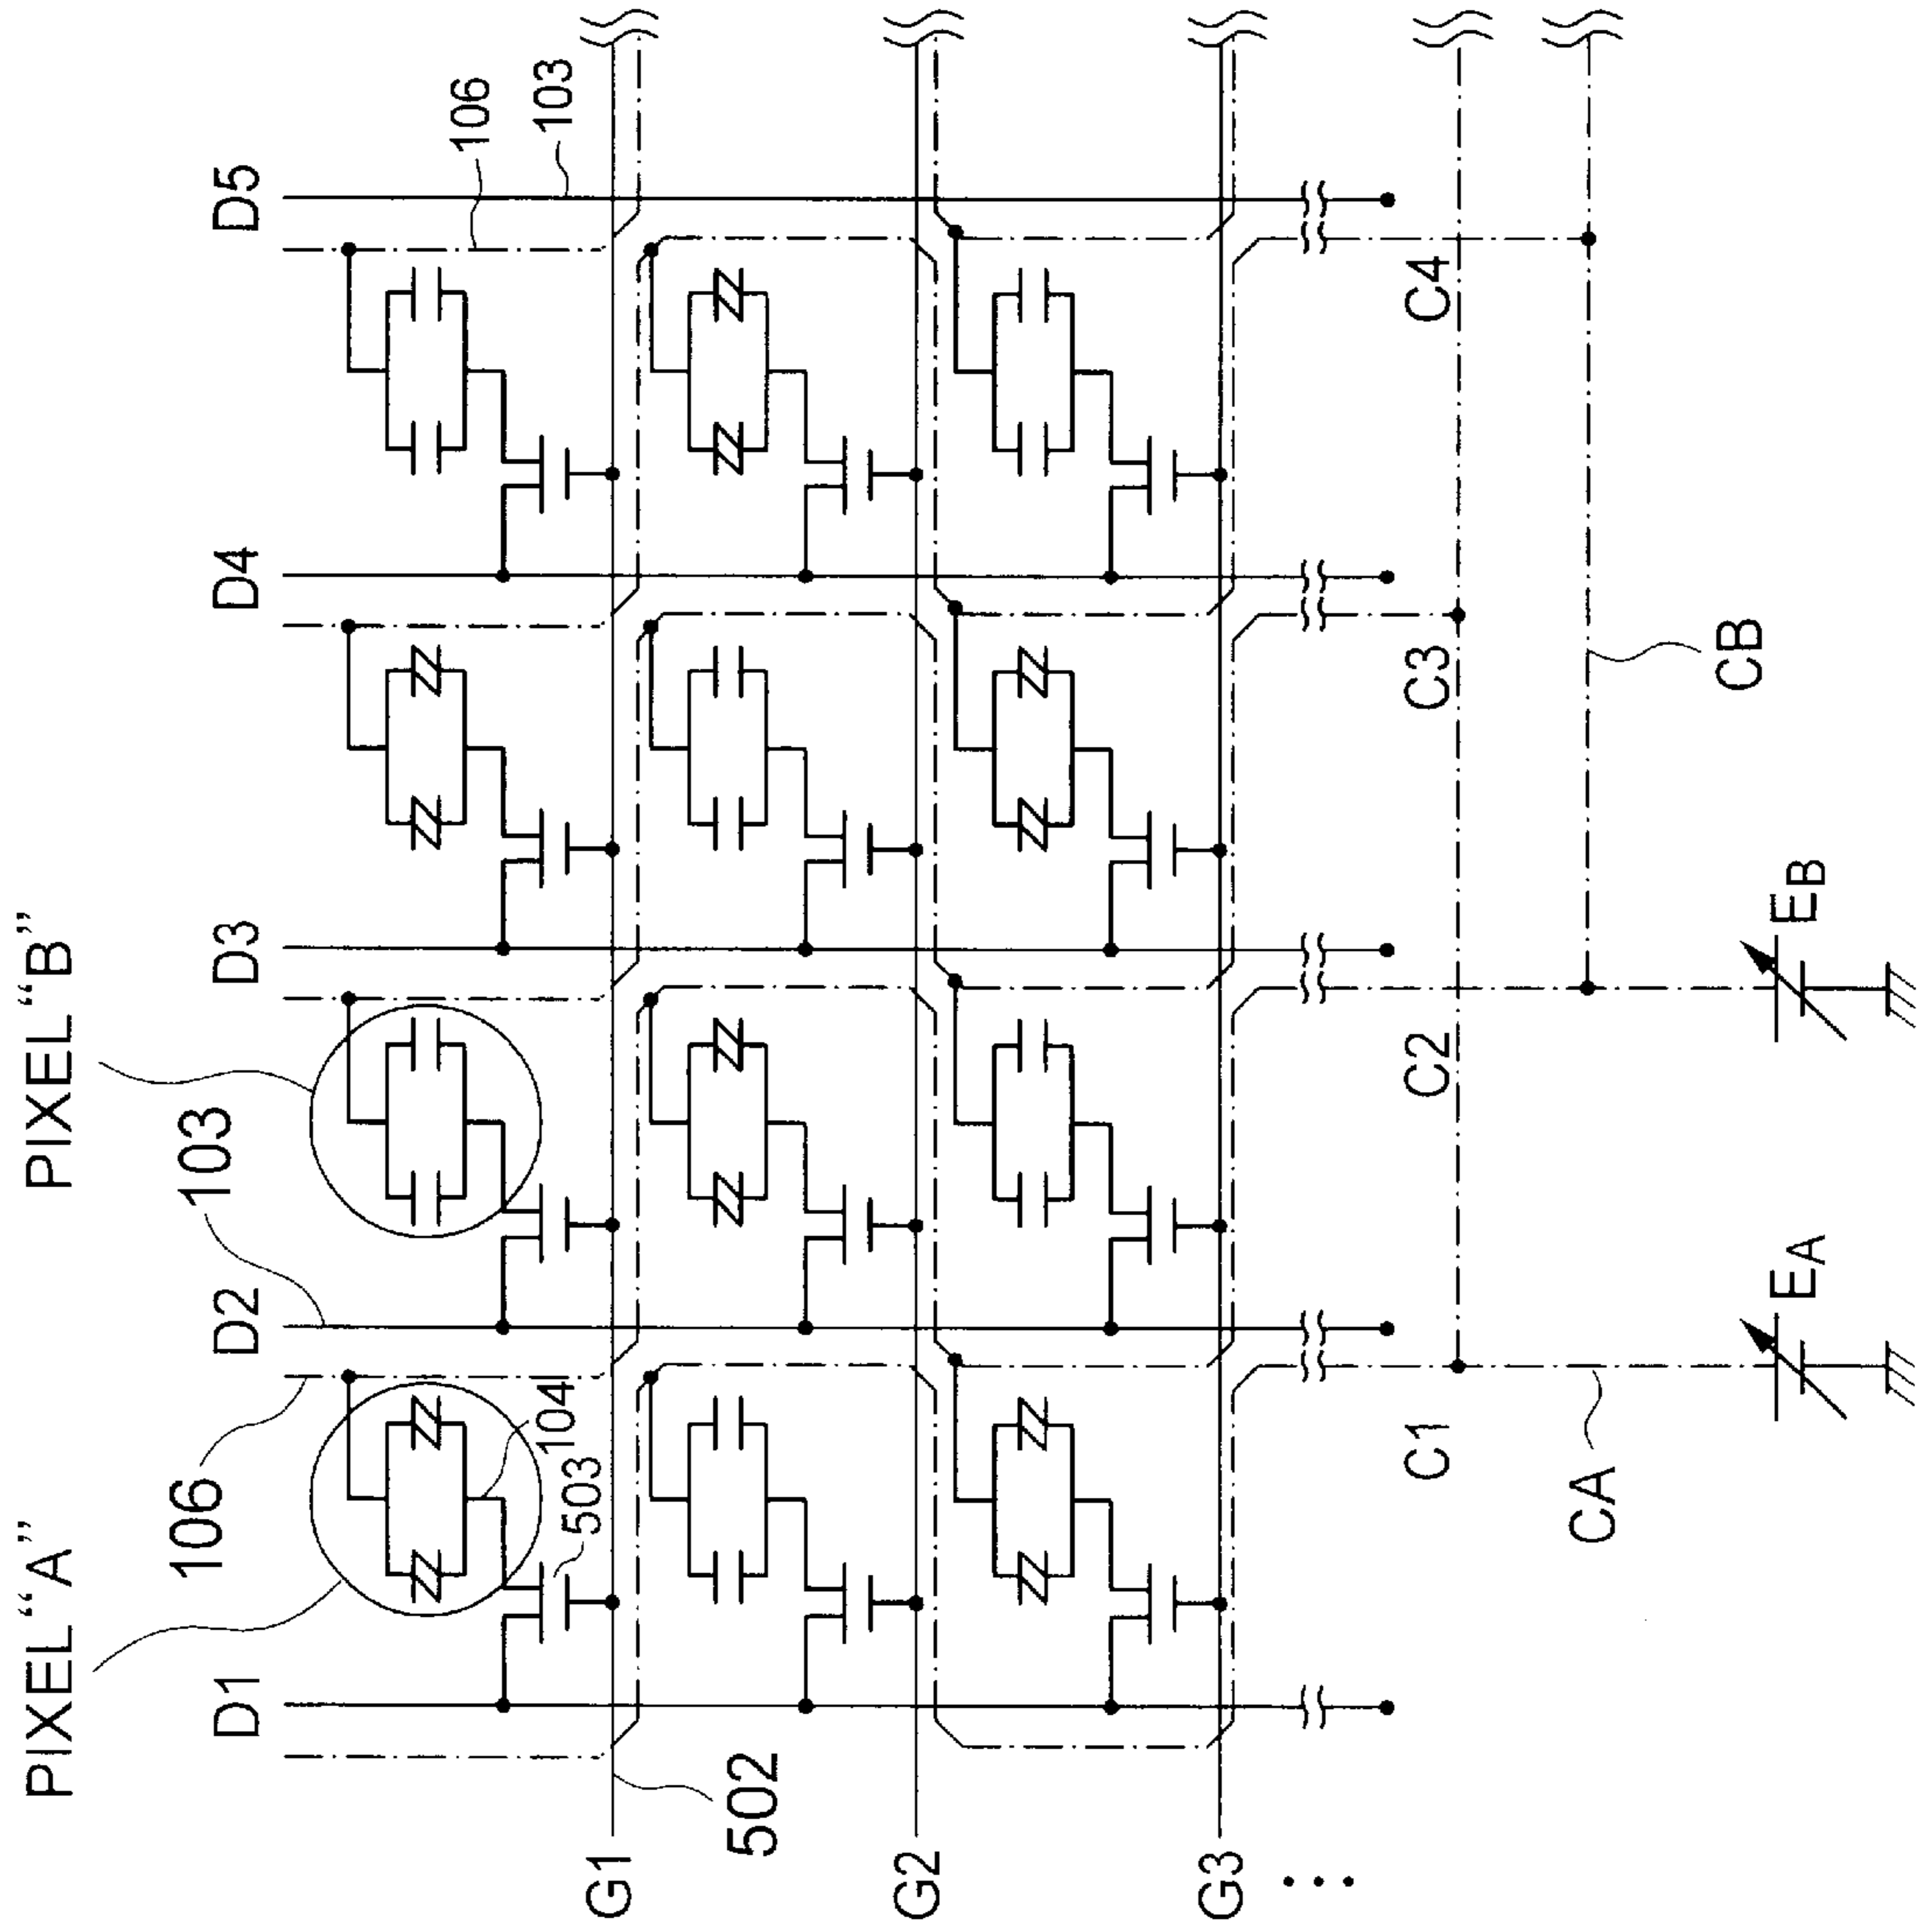 PIXEL “A”
PIXEL “B”
106
103
106
103
D1
D2
D3
D4
D5
104
503
502
G1
G2
G3
C1
C2
C3
C4
CA
CB
EA
EB